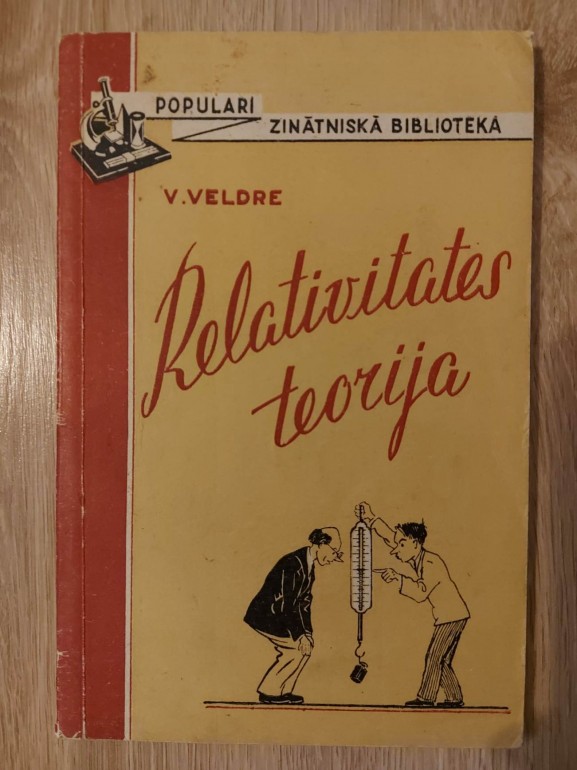 POPULARI
ZINĀTNISKĀ BIBLIOTĒKA
V. VELDRE
Relativitates
teorija